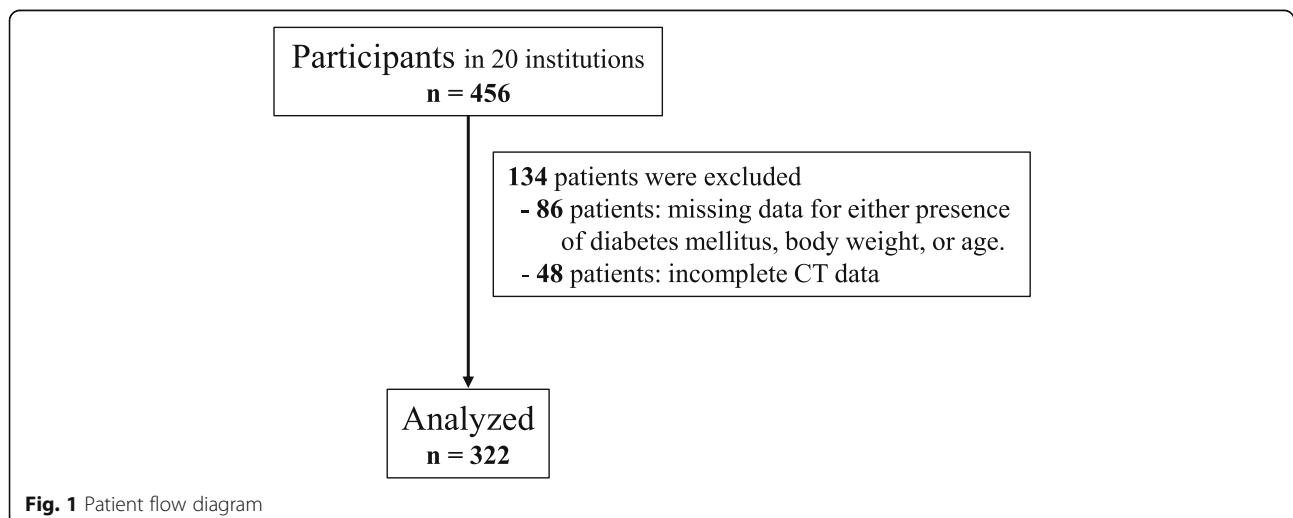 Participants in 20 institutions
n = 456
134 patients were excluded
- 86 patients: missing data for either presence
of diabetes mellitus, body weight, or age.
- 48 patients: incomplete CT data
Analyzed
n = 322
Fig. 1 Patient flow diagram